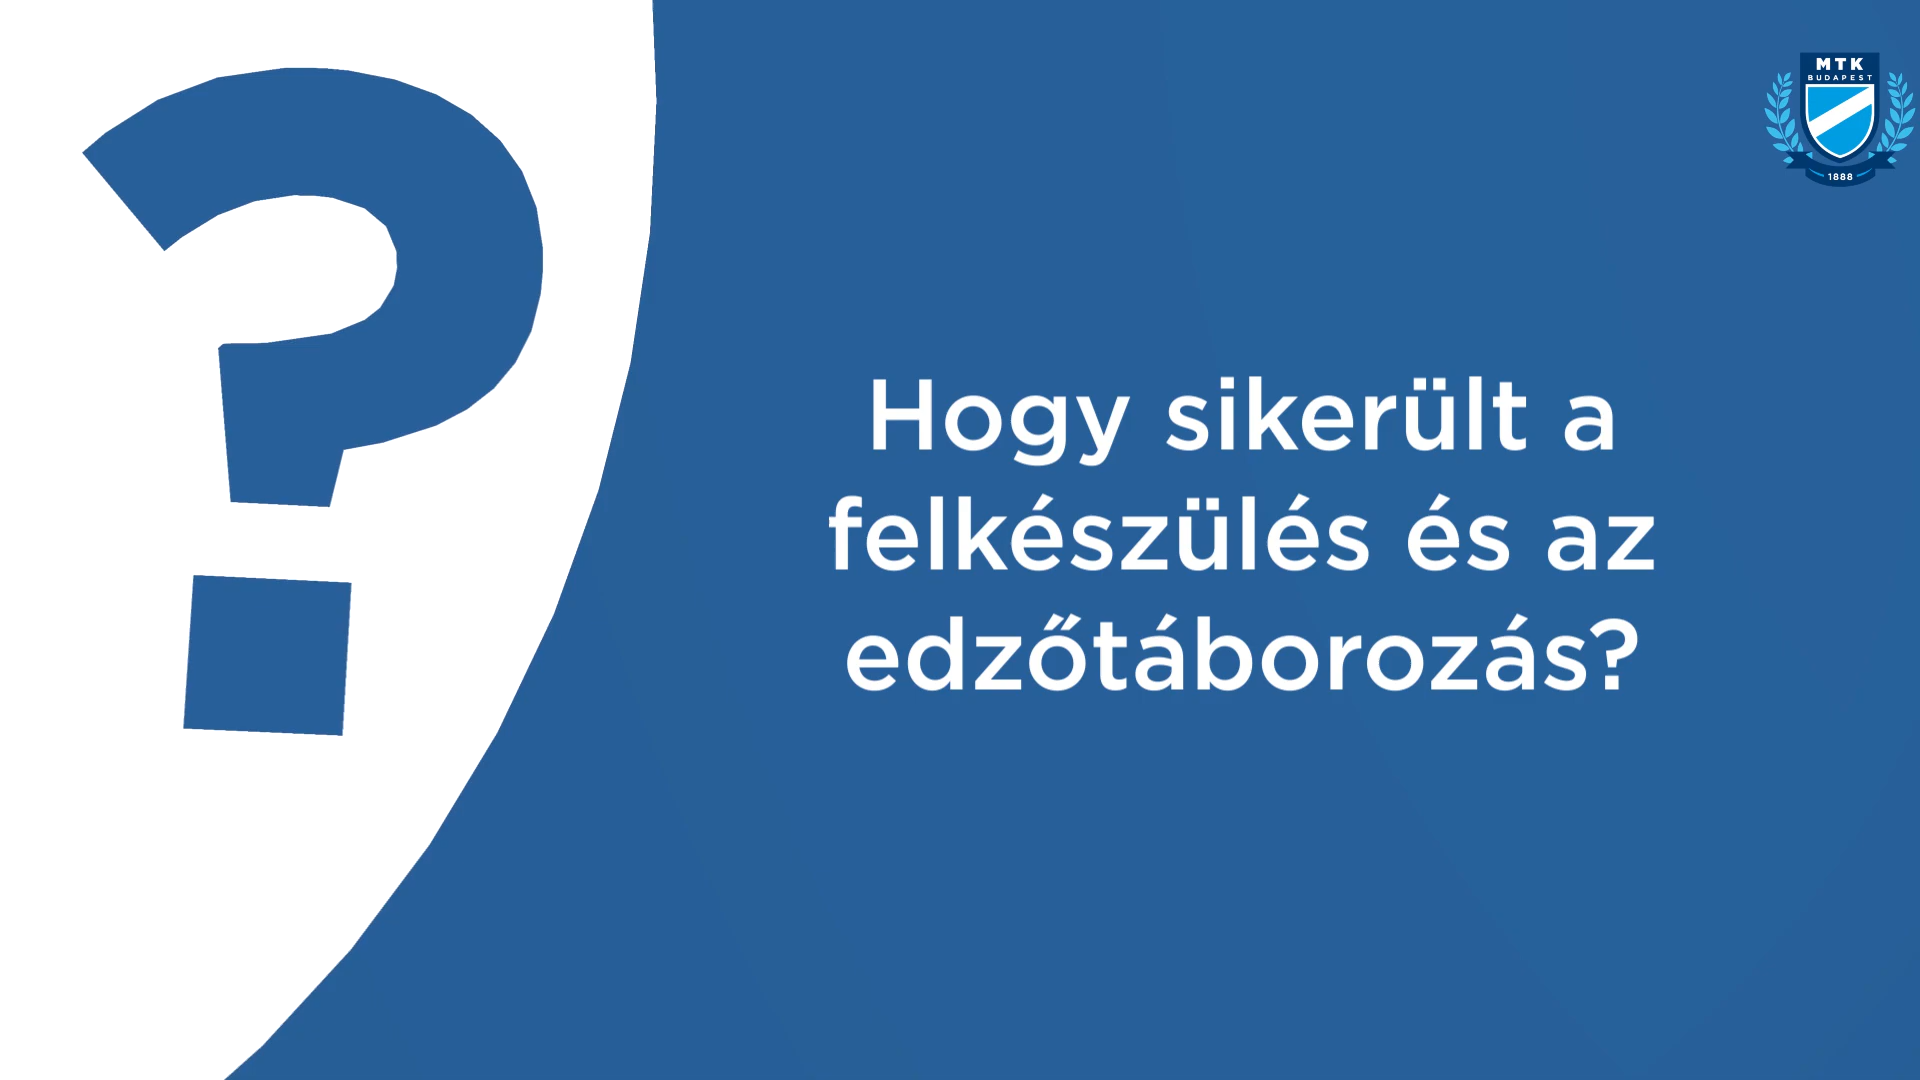 ?
MTK
BUDAPEST
1888
Hogy sikerült a
felkészülés és az
edzőtáborozás?